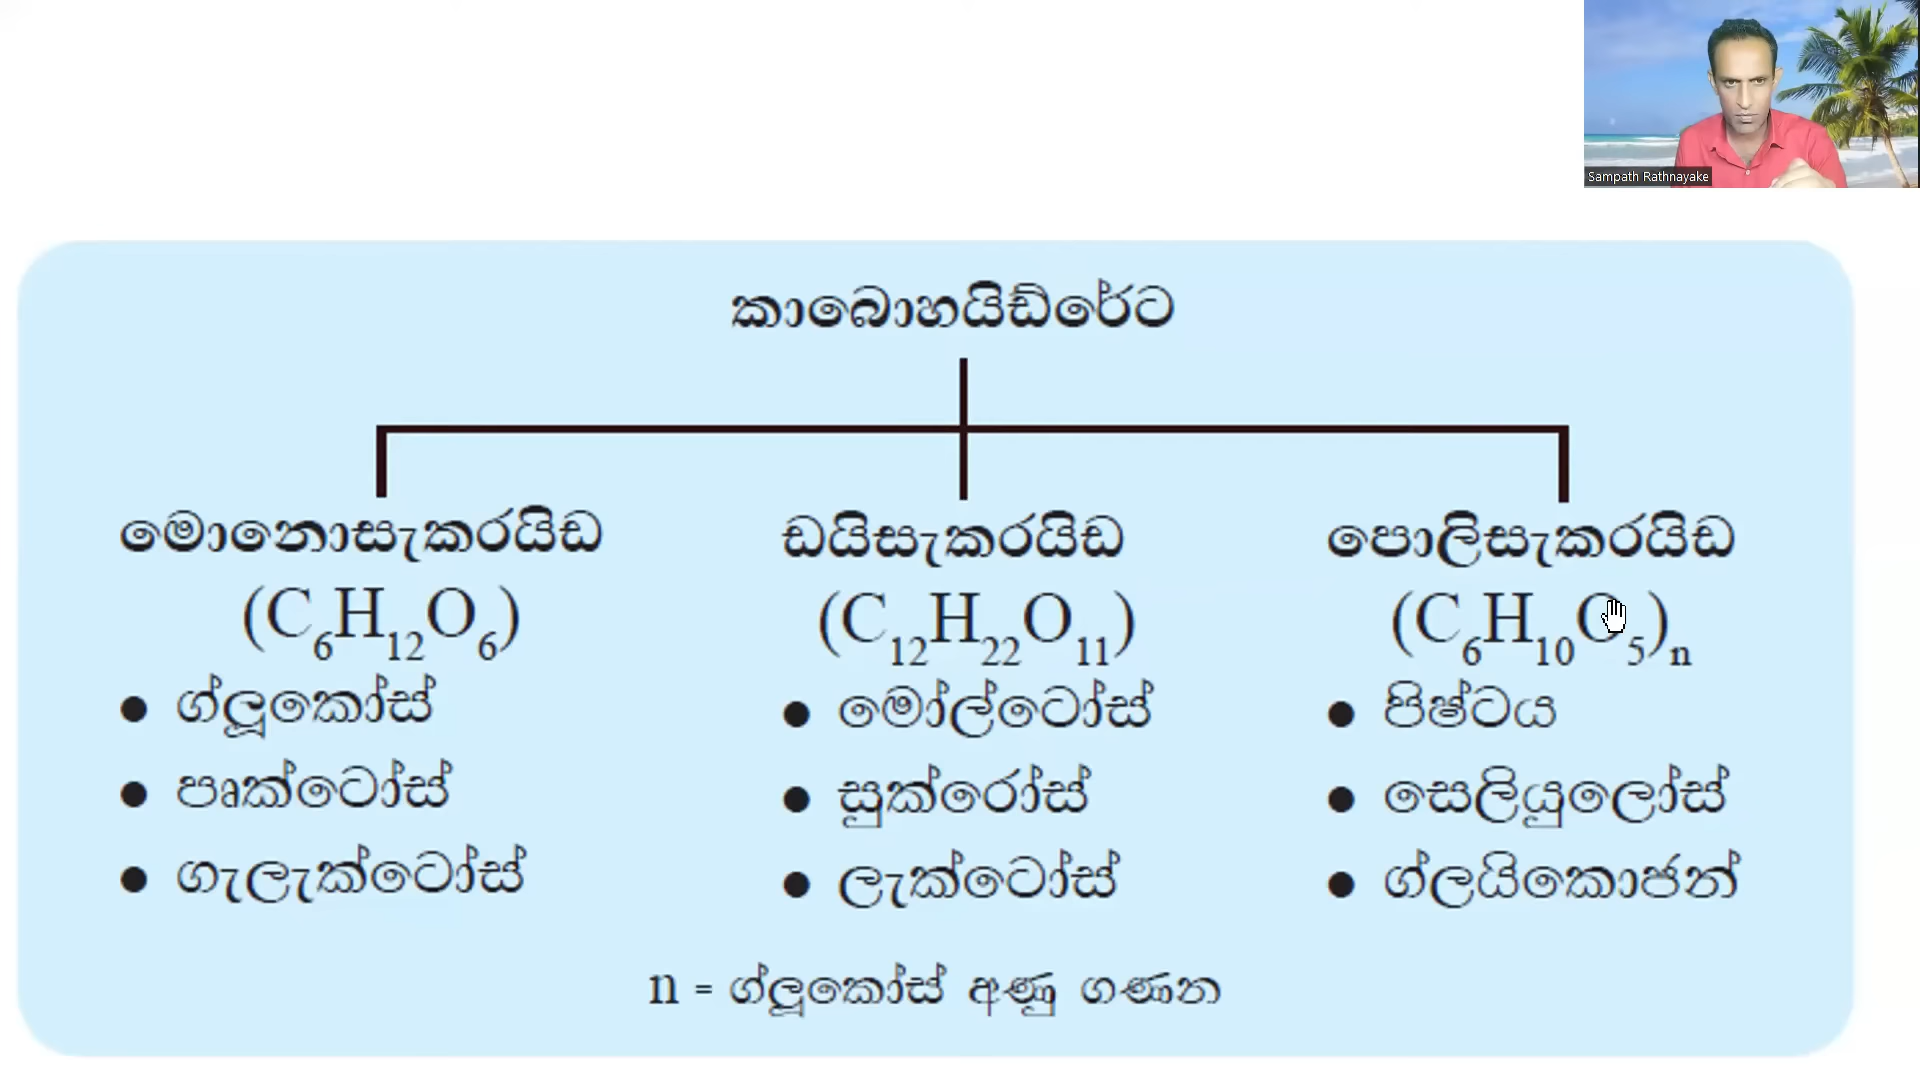 Sampath Rathnayake
කාබොහයිඩ්රේට
මොනොසැකරයිඩ
(C₆H₁₂O₆)
● ග්ලූකෝස්
● පෘක්ටෝස්
● ගැලැක්ටෝස්
ඩයිසැකරයිඩ
(C₁₂H₂₂O₁₁)
● මෝල්ටෝස්
● සුක්රෝස්
● ලැක්ටෝස්
පොලිසැකරයිඩ
(C₆H₁₀O₅)ₙ
● පිෂ්ටය
● සෙලියුලෝස්
● ග්ලයිකොජන්
n = ග්ලූකෝස් අණු ගණන